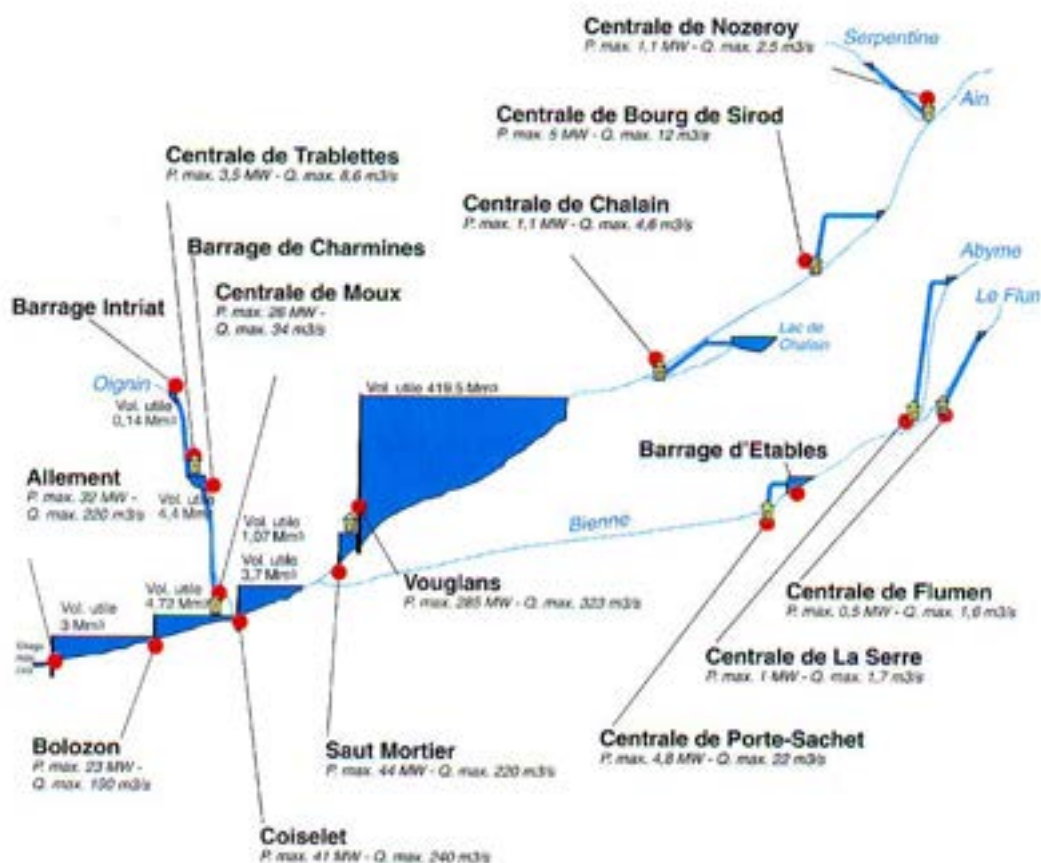 Centrale de Nozeroy
P. max. 1,1 MW - Q. max. 2,5 m3/s
Serpentine
Ain
Centrale de Bourg de Sirod
P. max. 5 MW - Q. max. 12 m3/s
Centrale de Trablettes
P. max. 3,5 MW - Q. max. 8,6 m3/s
Centrale de Chalain
P. max. 1,1 MW - Q. max. 4,6 m3/s
Barrage de Charmines
Abyme
Centrale de Moux
P. max. 26 MW -
Q. max. 34 m3/s
Le Flum
Barrage Intriat
Lac de
Chalain
Oignin
Vol. utile
0,14 Mm3
Vol. utile 419.5 Mm3
Barrage d'Etables
Allement
P. max. 32 MW -
Q. max. 220 m3/s
Vol. utile
4,4 Mm3
Vol. utile
1,07 Mm3
Bienne
Vol. utile
3,7 Mm3
Vouglans
P. max. 285 MW - Q. max. 323 m3/s
Vol. utile
4.73 Mm3
Centrale de Flumen
P. max. 0,5 MW - Q. max. 1,6 m3/s
Vol. utile
3 Mm3
Centrale de La Serre
P. max. 1 MW - Q. max. 1,7 m3/s
Centrale de Porte-Sachet
P. max. 4,8 MW - Q. max. 22 m3/s
Bolozon
P. max. 23 MW -
Q. max. 190 m3/s
Saut Mortier
P. max. 44 MW - Q. max. 220 m3/s
Coiselet
P. max. 41 MW - Q. max. 240 m3/s